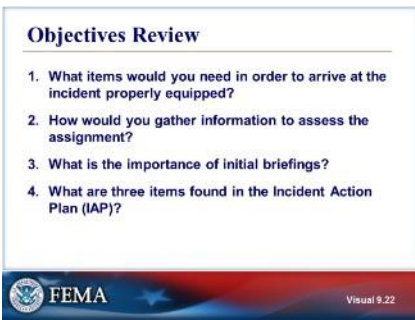 Objectives Review
1. What items would you need in order to arrive at the
incident properly equipped?
2. How would you gather information to assess the
assignment?
3. What is the importance of initial briefings?
4. What are three items found in the Incident Action
Plan (IAP)?
FEMA
Visual 9.22